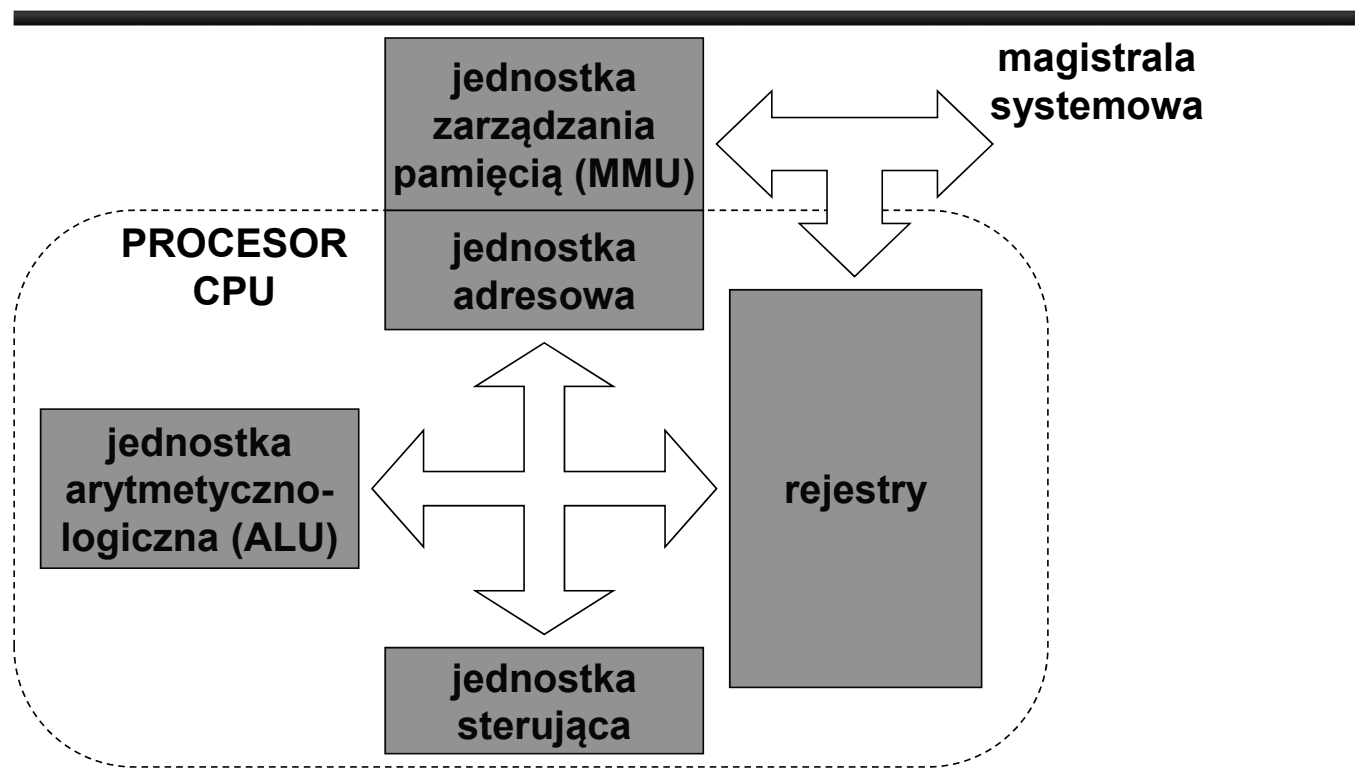 jednostka
zarządzania
pamięcią (MMU)
magistrala
systemowa
PROCESOR
CPU
jednostka
adresowa
jednostka
arytmetyczno-
logiczna (ALU)
rejestry
jednostka
sterująca